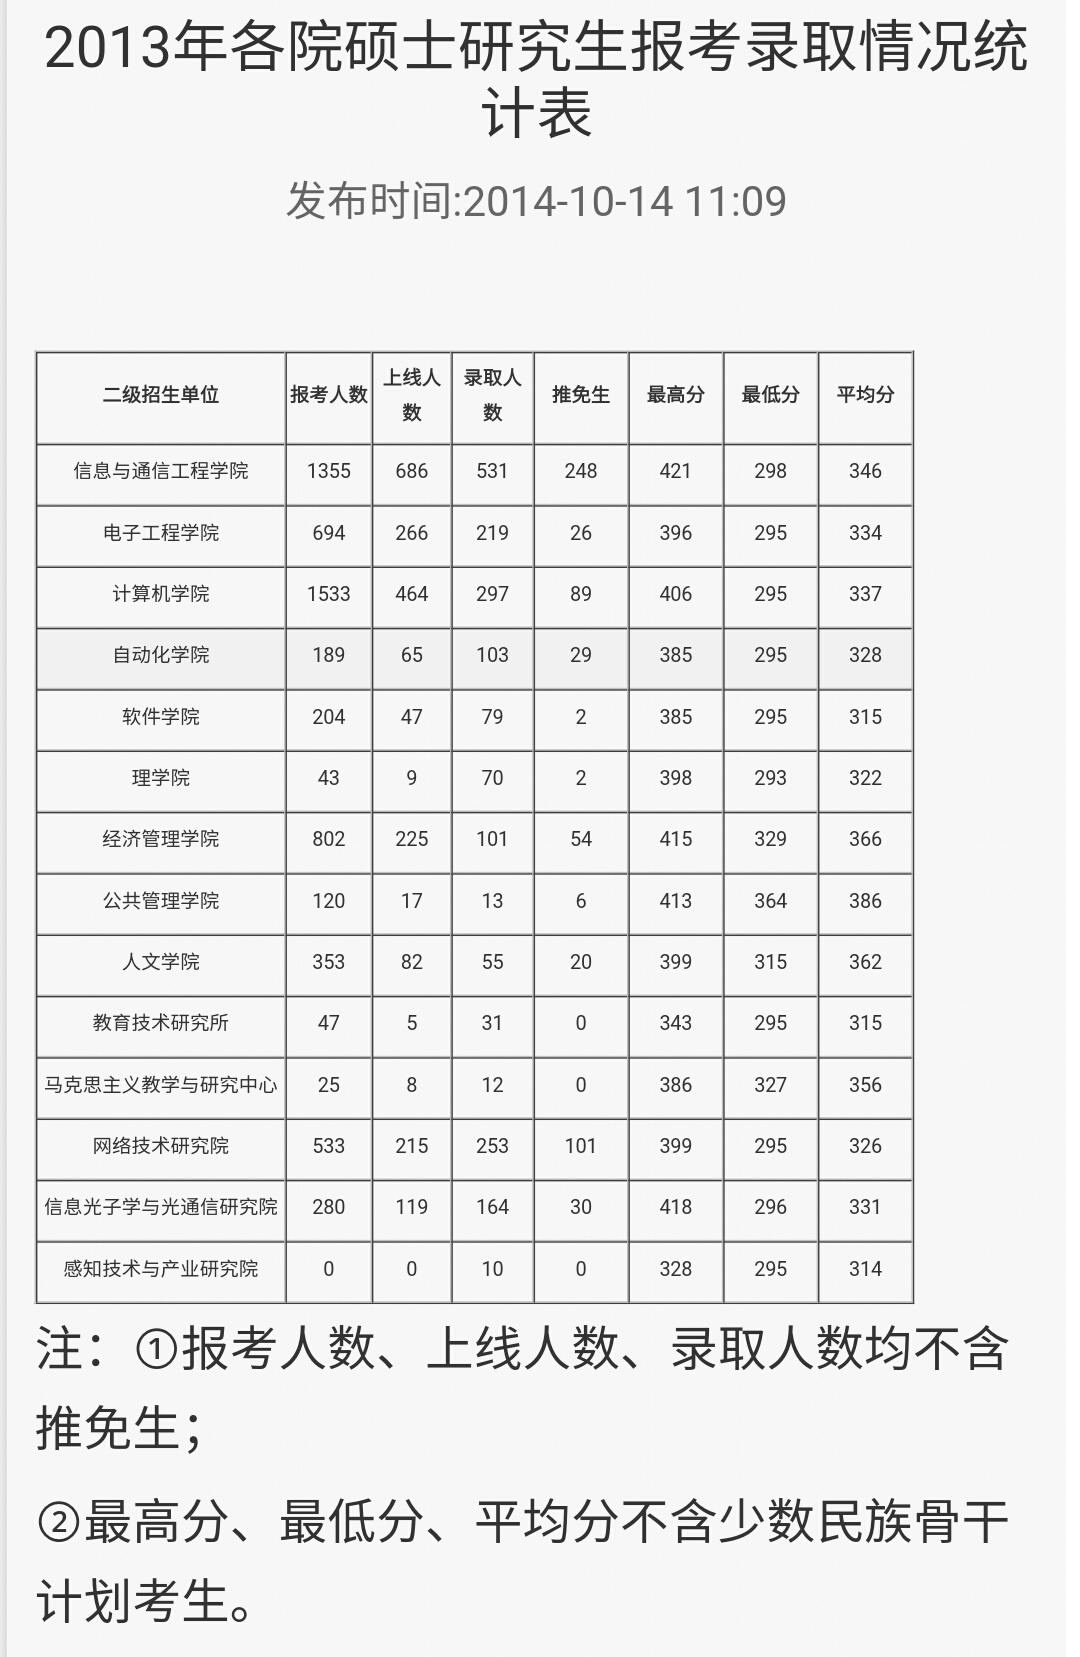 2013年各院硕士研究生报考录取情况统
计表
发布时间:2014-10-14 11:09
二级招生单位 报考人数 上线人数 录取人数 推免生 最高分 最低分 平均分
信息与通信工程学院 1355 686 531 248 421 298 346
电子工程学院 694 266 219 26 396 295 334
计算机学院 1533 464 297 89 406 295 337
自动化学院 189 65 103 29 385 295 328
软件学院 204 47 79 2 385 295 315
理学院 43 9 70 2 398 293 322
经济管理学院 802 225 101 54 415 329 366
公共管理学院 120 17 13 6 413 364 386
人文学院 353 82 55 20 399 315 362
教育技术研究所 47 5 31 0 343 295 315
马克思主义教学与研究中心 25 8 12 0 386 327 356
网络技术研究院 533 215 253 101 399 295 326
信息光子学与光通信研究院 280 119 164 30 418 296 331
感知技术与产业研究院 0 0 10 0 328 295 314
注：①报考人数、上线人数、录取人数均不含
推免生；
②最高分、最低分、平均分不含少数民族骨干
计划考生。